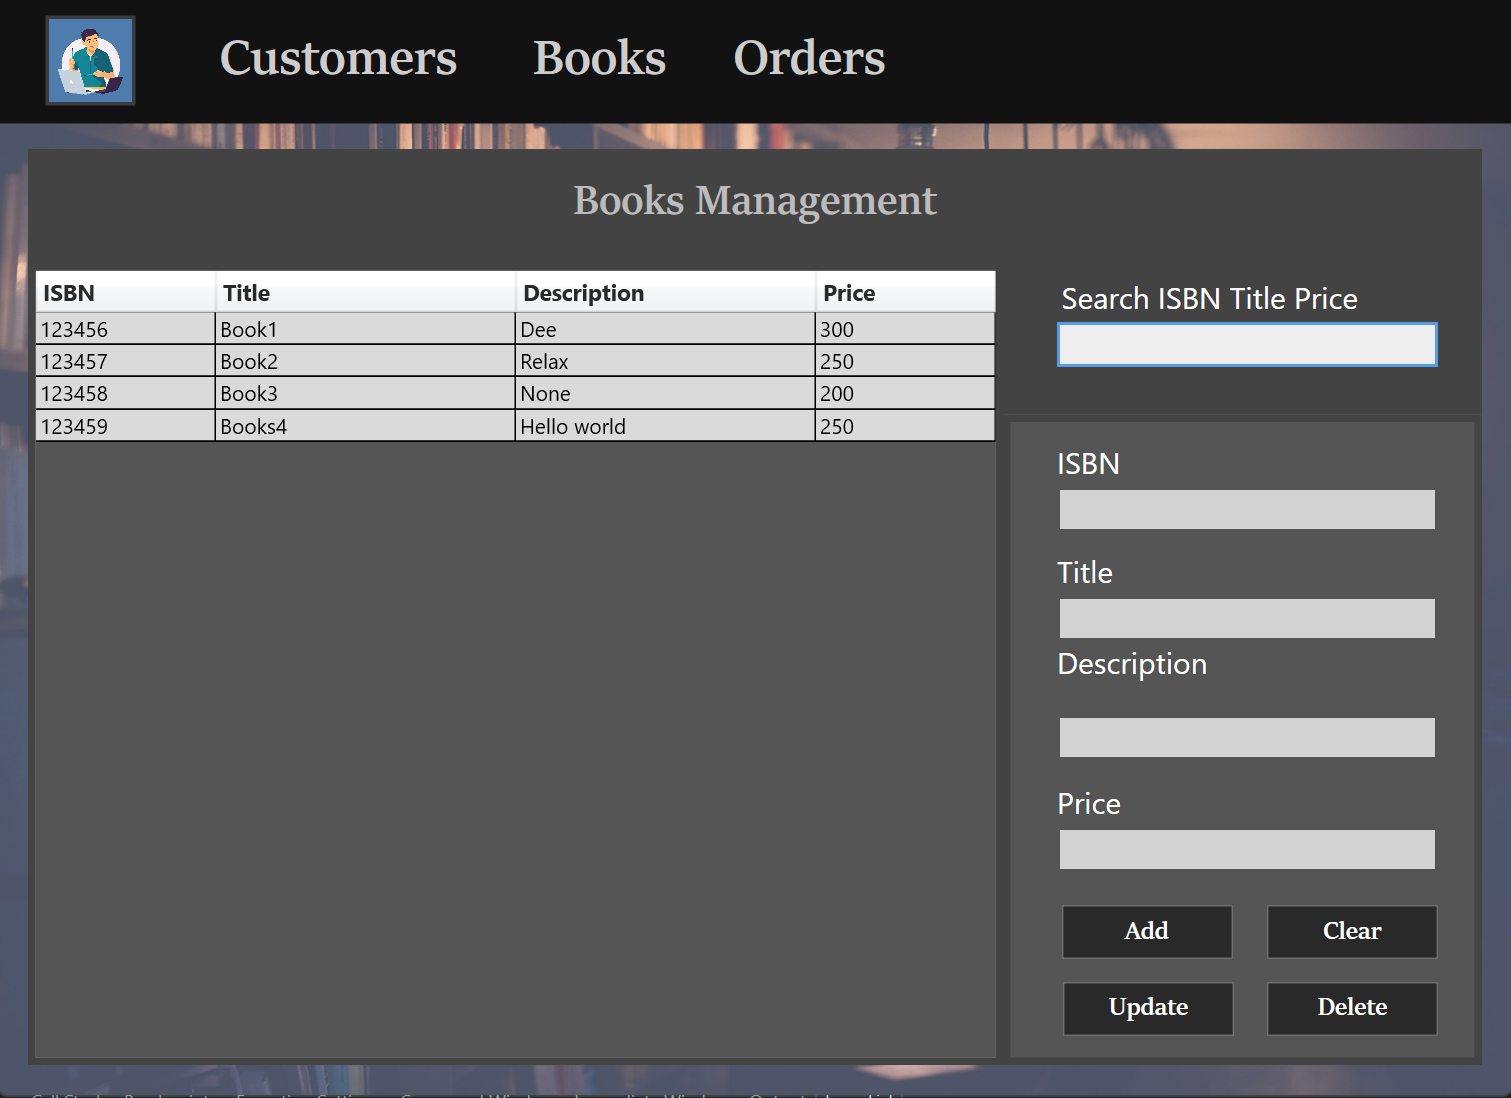 Customers Books Orders
Books Management
ISBN Title Description Price
123456 Book1 Dee 300
123457 Book2 Relax 250
123458 Book3 None 200
123459 Books4 Hello world 250
Search ISBN Title Price
ISBN
Title
Description
Price
Add Clear
Update Delete